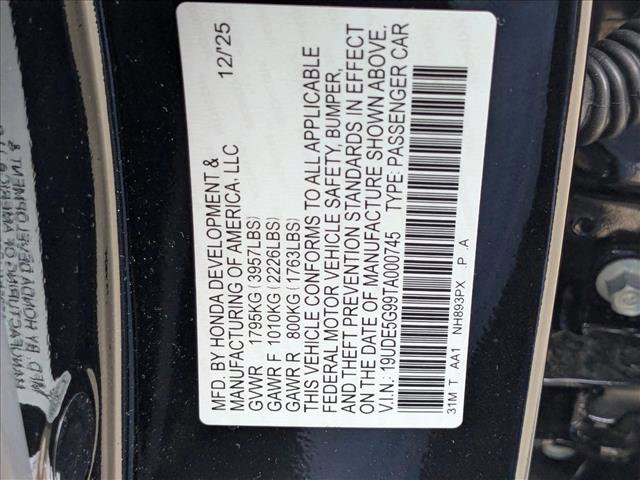 MFD. BY HONDA DEVELOPMENT & 12/'25
MANUFACTURING OF AMERICA, LLC
GVWR 1795KG (3957LBS)
GAWR F 1010KG (2226LBS)
GAWR R 800KG (1763LBS)
THIS VEHICLE CONFORMS TO ALL APPLICABLE
FEDERAL MOTOR VEHICLE SAFETY, BUMPER,
AND THEFT PREVENTION STANDARDS IN EFFECT
ON THE DATE OF MANUFACTURE SHOWN ABOVE.
V.I.N.: 19UDE5G99TA000745 TYPE: PASSENGER CAR
31M T AA1 NH893PX .P .A